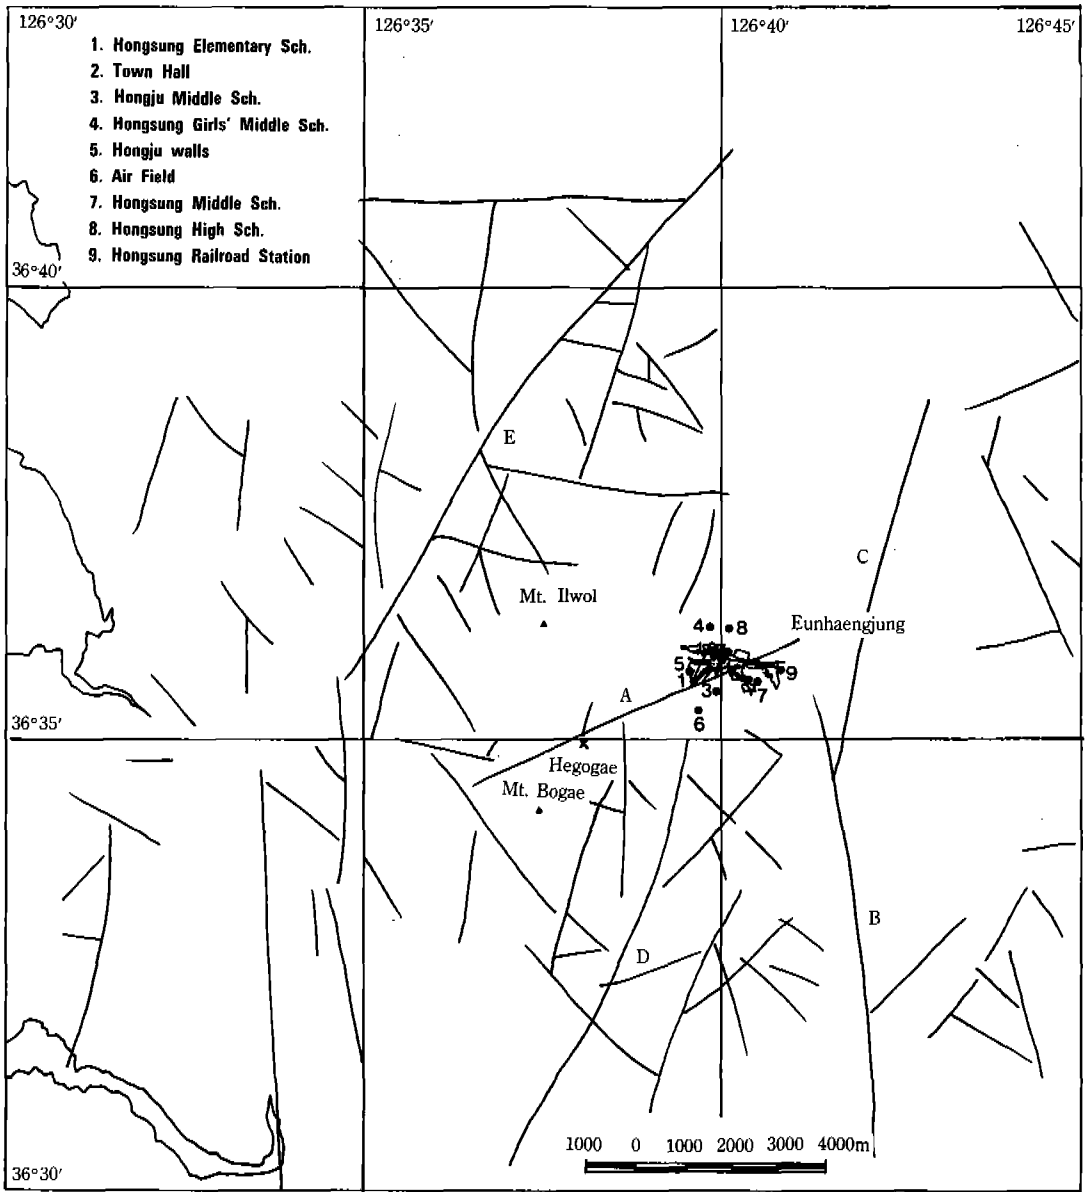 126°30′
126°35′
126°40′
126°45′
1. Hongsung Elementary Sch.
2. Town Hall
3. Hongju Middle Sch.
4. Hongsung Girls' Middle Sch.
5. Hongju walls
6. Air Field
7. Hongsung Middle Sch.
8. Hongsung High Sch.
9. Hongsung Railroad Station
36°40′
E
C
Mt. Ilwol
Eunhaengjung
4
8
5
9
1
3
7
A
6
36°35′
Hegogae
Mt. Bogae
B
D
1000 0 1000 2000 3000 4000m
36°30′